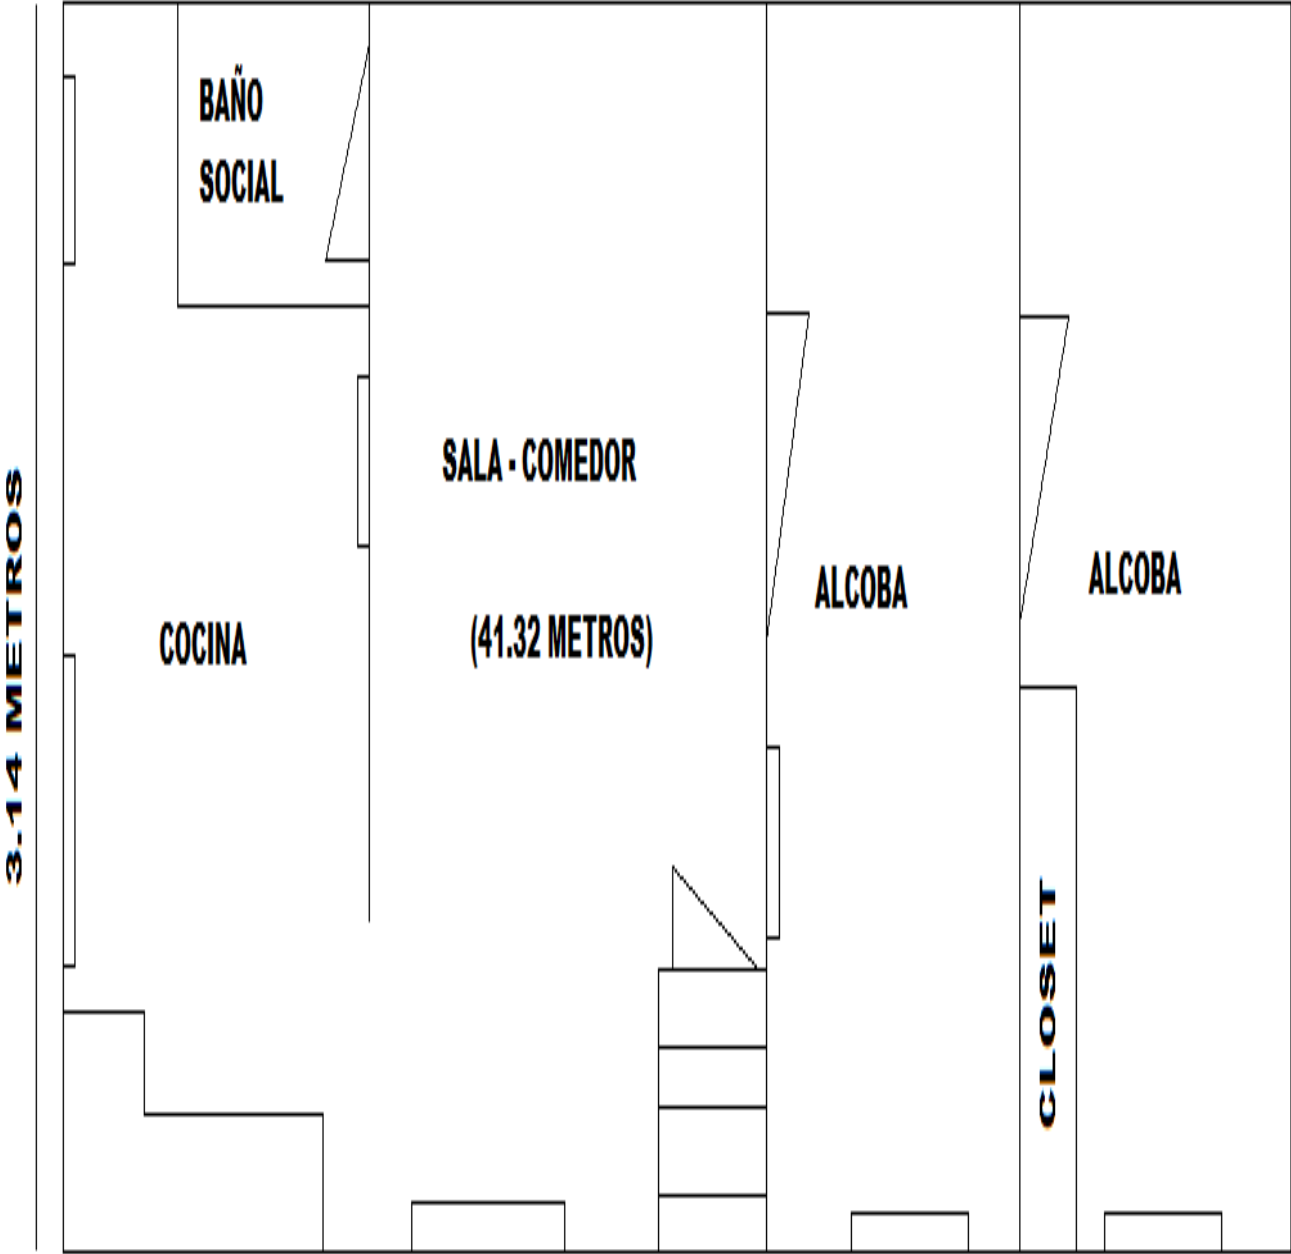 BAÑO
SOCIAL
SALA - COMEDOR
(41.32 METROS)
COCINA
ALCOBA
ALCOBA
CLOSET
3.14 METROS